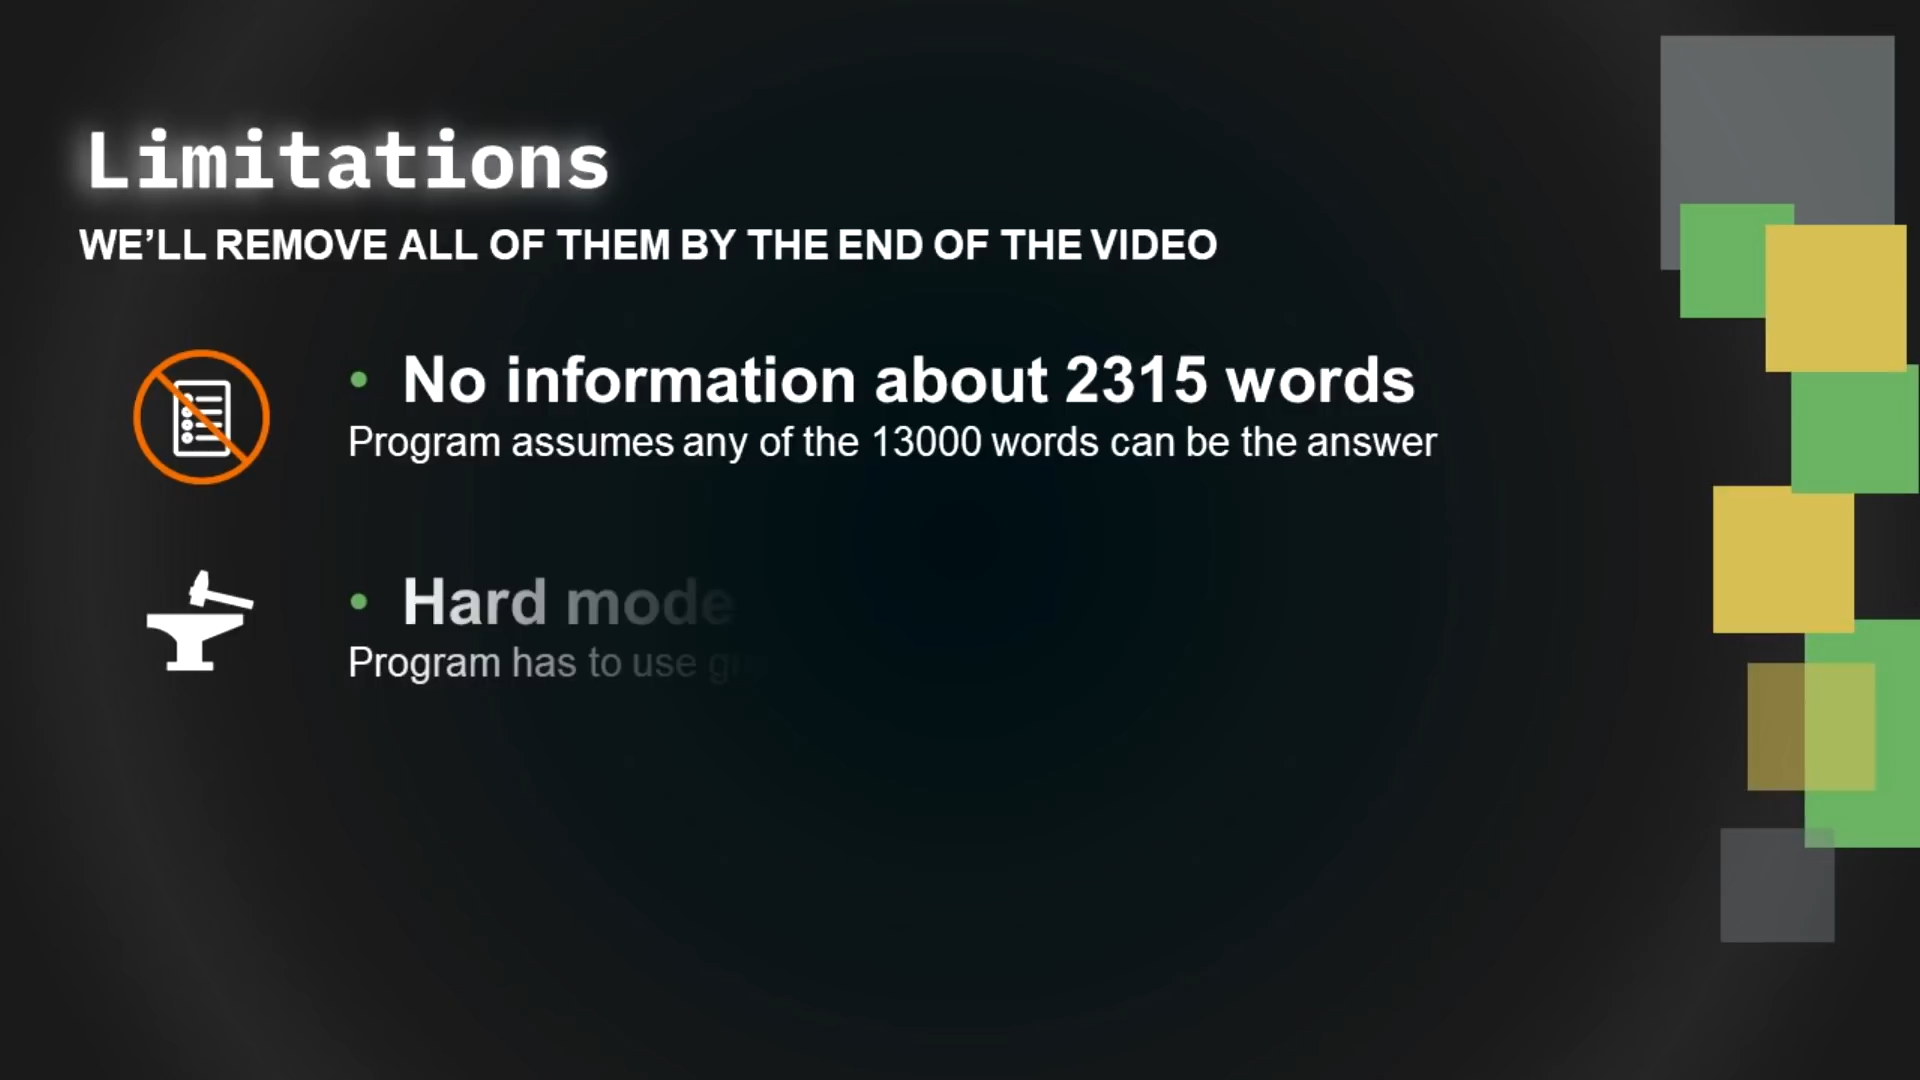 Limitations
WE’LL REMOVE ALL OF THEM BY THE END OF THE VIDEO
• No information about 2315 words
Program assumes any of the 13000 words can be the answer
• Hard mode
Program has to use